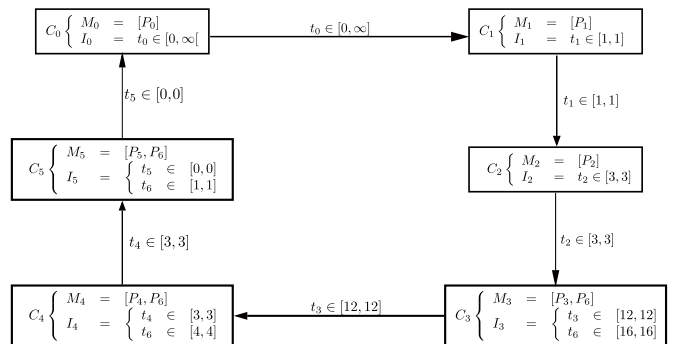 C₀ { M₀ = [P₀]
I₀ = t₀ ∈ [0,∞[
t₀ ∈ [0,∞]
C₁ { M₁ = [P₁]
I₁ = t₁ ∈ [1,1]
t₁ ∈ [1,1]
C₂ { M₂ = [P₂]
I₂ = t₂ ∈ [3,3]
t₂ ∈ [3,3]
C₃ { M₃ = [P₃,P₆]
I₃ = { t₃ ∈ [12,12]
t₆ ∈ [16,16]
t₃ ∈ [12,12]
C₄ { M₄ = [P₄,P₆]
I₄ = { t₄ ∈ [3,3]
t₆ ∈ [4,4]
t₄ ∈ [3,3]
C₅ { M₅ = [P₅,P₆]
I₅ = { t₅ ∈ [0,0]
t₆ ∈ [1,1]
t₅ ∈ [0,0]